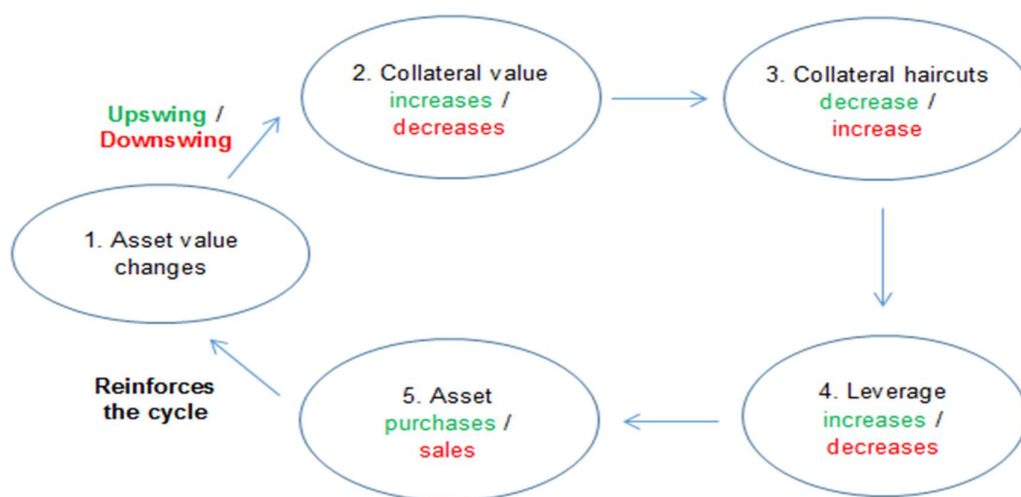 Upswing /
Downswing
1. Asset value
changes
2. Collateral value
increases /
decreases
3. Collateral haircuts
decrease /
increase
4. Leverage
increases /
decreases
5. Asset
purchases /
sales
Reinforces
the cycle